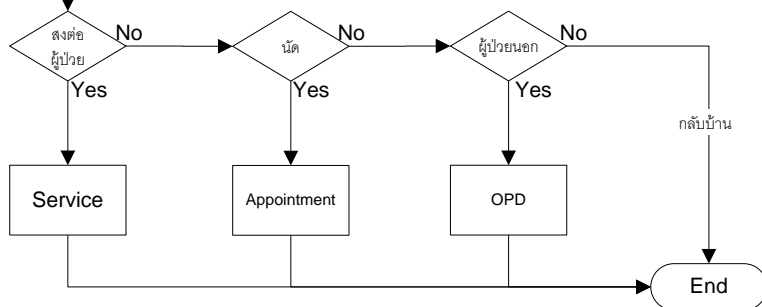 ส่งต่อ
ผู้ป่วย
No
นัด
No
ผู้ป่วยนอก
No
Yes
Yes
Yes
กลับบ้าน
Service
Appointment
OPD
End